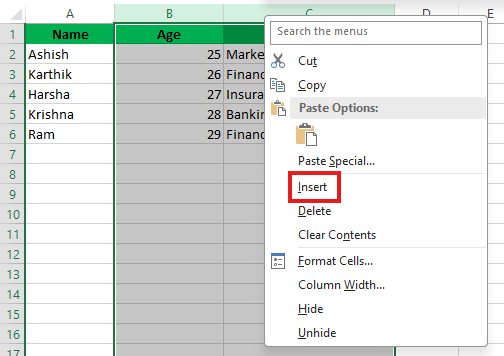 A B C D E
1 Name Age
2 Ashish 25 Marke
3 Karthik 26 Financ
4 Harsha 27 Insura
5 Krishna 28 Bankin
6 Ram 29 Financ
7
8
9
10
11
12
13
14
15
16
17
Search the menus
Cut
Copy
Paste Options:
Paste Special...
Insert
Delete
Clear Contents
Format Cells...
Column Width...
Hide
Unhide